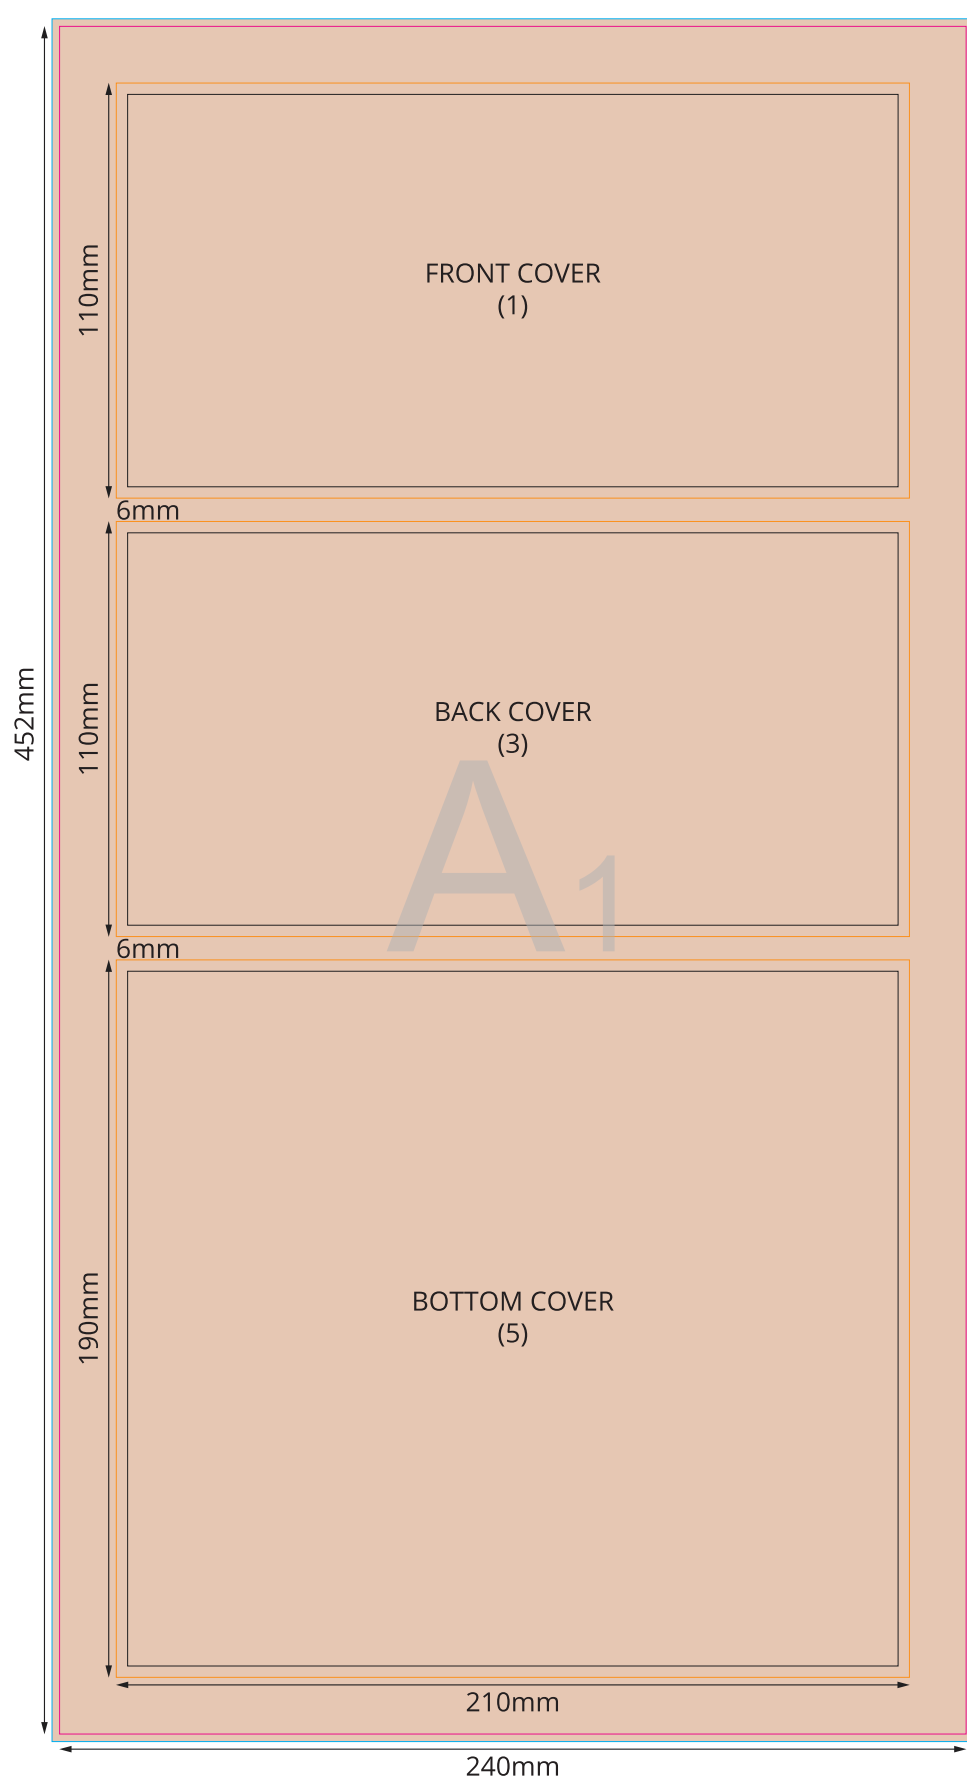 110mm
FRONT COVER
(1)
6mm
452mm
110mm
BACK COVER
(3)
A1
6mm
190mm
BOTTOM COVER
(5)
210mm
240mm